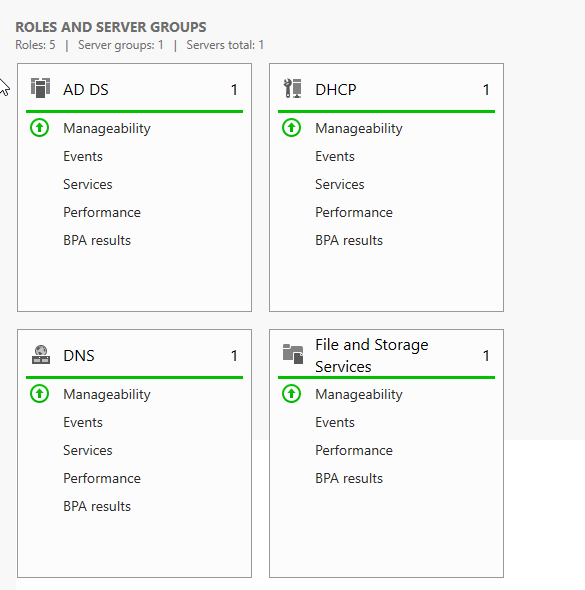 ROLES AND SERVER GROUPS
Roles: 5 | Server groups: 1 | Servers total: 1
AD DS 1
Manageability
Events
Services
Performance
BPA results
DHCP 1
Manageability
Events
Services
Performance
BPA results
DNS 1
Manageability
Events
Services
Performance
BPA results
File and Storage
Services 1
Manageability
Events
Performance
BPA results